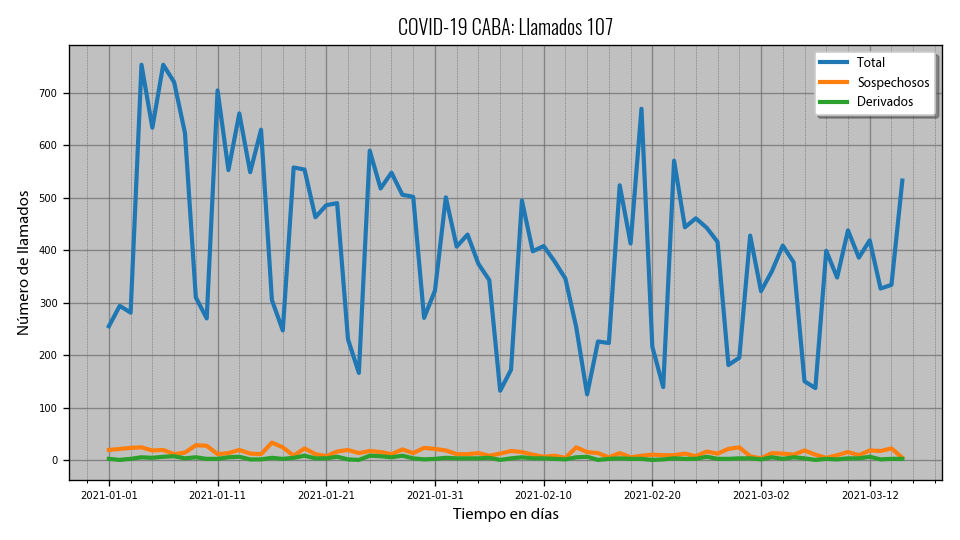 COVID-19 CABA: Llamados 107
Total
Sospechosos
Derivados
Número de llamados
700
600
500
400
300
200
100
0
2021-01-01 2021-01-11 2021-01-21 2021-01-31 2021-02-10 2021-02-20 2021-03-02 2021-03-12
Tiempo en días